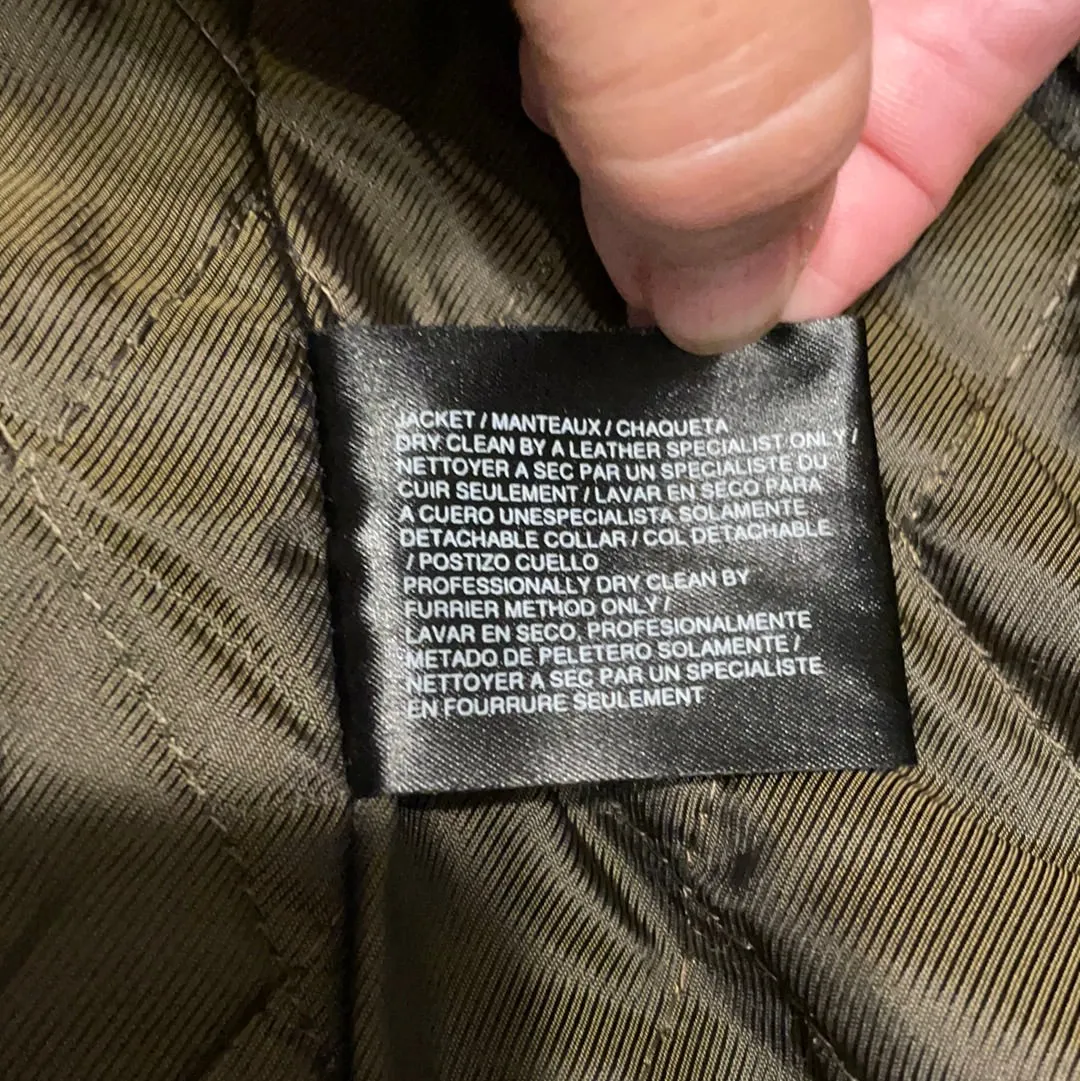 JACKET / MANTEAUX / CHAQUETA
DRY CLEAN BY A LEATHER SPECIALIST ONLY /
NETTOYER A SEC PAR UN SPECIALISTE DU
CUIR SEULEMENT / LAVAR EN SECO PARA
A CUERO UNESPECIALISTA SOLAMENTE
DETACHABLE COLLAR / COL DETACHABLE
/ POSTIZO CUELLO
PROFESSIONALLY DRY CLEAN BY
FURRIER METHOD ONLY /
LAVAR EN SECO, PROFESIONALMENTE
METADO DE PELETERO SOLAMENTE /
NETTOYER A SEC PAR UN SPECIALISTE
EN FOURRURE SEULEMENT